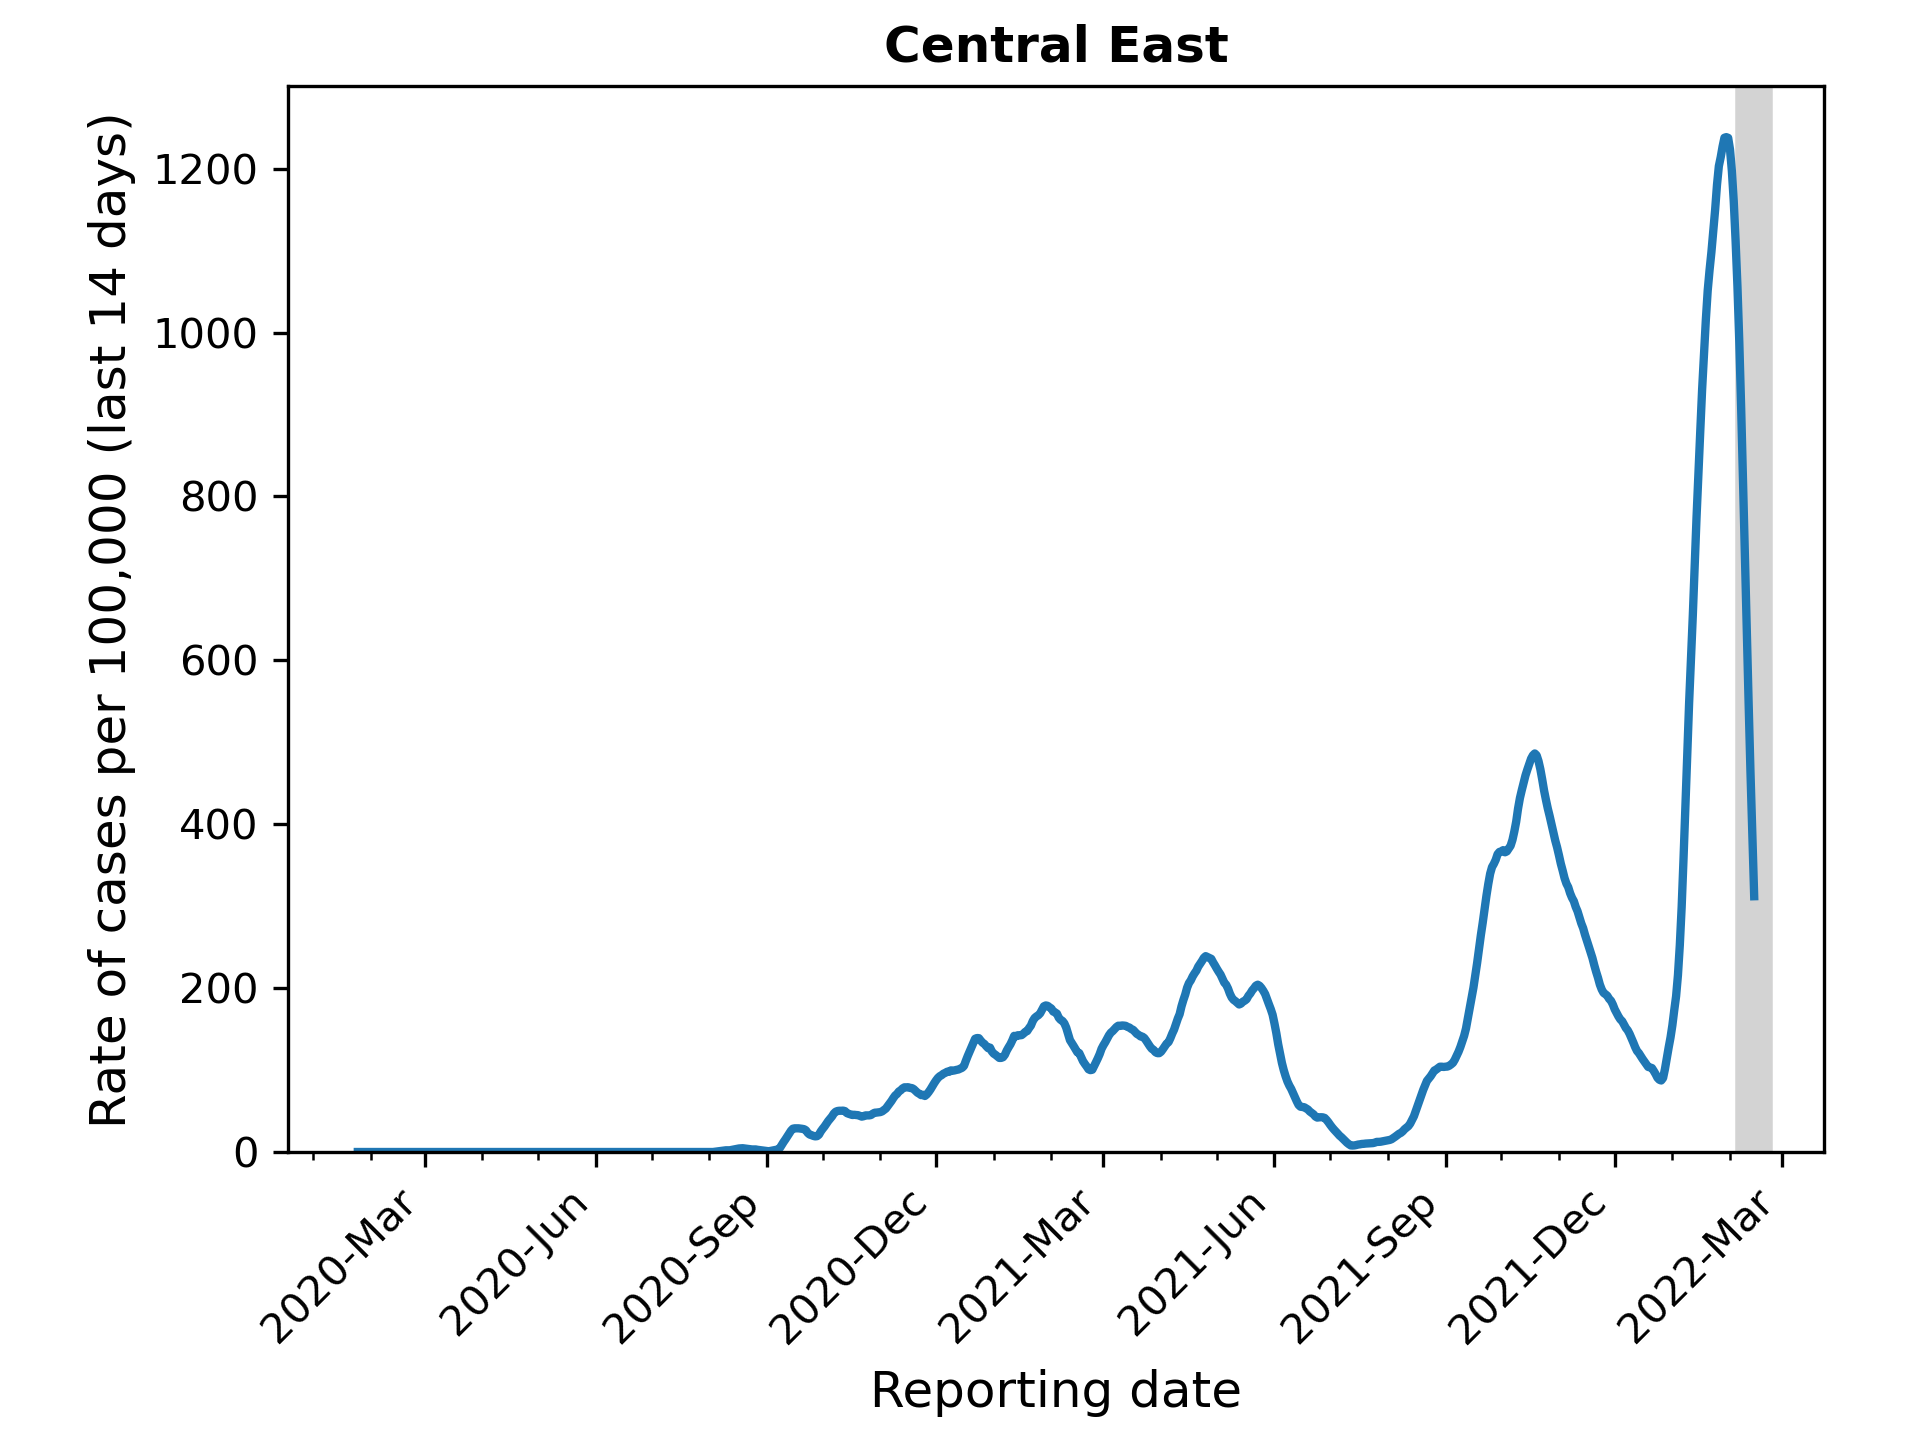 Central East
Rate of cases per 100,000 (last 14 days)
1200
1000
800
600
400
200
0
2020-Mar
2020-Jun
2020-Sep
2020-Dec
2021-Mar
2021-Jun
2021-Sep
2021-Dec
2022-Mar
Reporting date